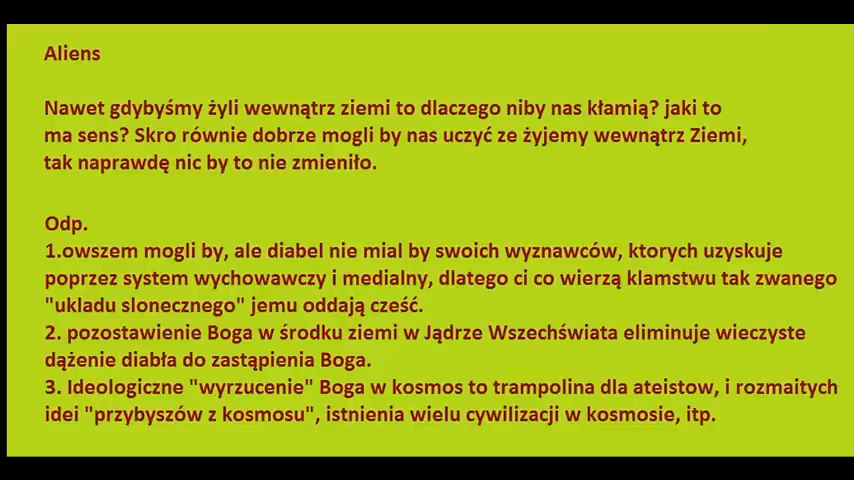 Aliens
Nawet gdybyśmy żyli wewnątrz ziemi to dlaczego niby nas kłamią? jaki to
ma sens? Skro równie dobrze mogli by nas uczyć ze żyjemy wewnątrz Ziemi,
tak naprawdę nic by to nie zmieniło.
Odp.
1.owszem mogli by, ale diabel nie mial by swoich wyznawców, ktorych uzyskuje
poprzez system wychowawczy i medialny, dlatego ci co wierzą klamstwu tak zwanego
"ukladu slonecznego" jemu oddają cześć.
2. pozostawienie Boga w środku ziemi w Jądrze Wszechświata eliminuje wieczyste
dążenie diabła do zastąpienia Boga.
3. Ideologiczne "wyrzucenie" Boga w kosmos to trampolina dla ateistow, i rozmaitych
idei "przybyszów z kosmosu", istnienia wielu cywilizacji w kosmosie, itp.